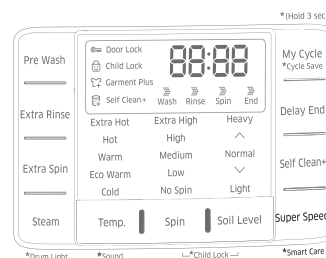 *(Hold 3 sec
Door Lock
Child Lock
Garment Plus
Self Clean+
88:88
Wash Rinse Spin End
Pre Wash
Extra Rinse
Extra Spin
Steam
*Drum Light
Extra Hot
Hot
Warm
Eco Warm
Cold
Temp.
*Sound
Extra High
High
Medium
Low
No Spin
Spin
*Child Lock
Heavy
Normal
Light
Soil Level
My Cycle
*Cycle Save
Delay End
Self Clean+
Super Speed
*Smart Care